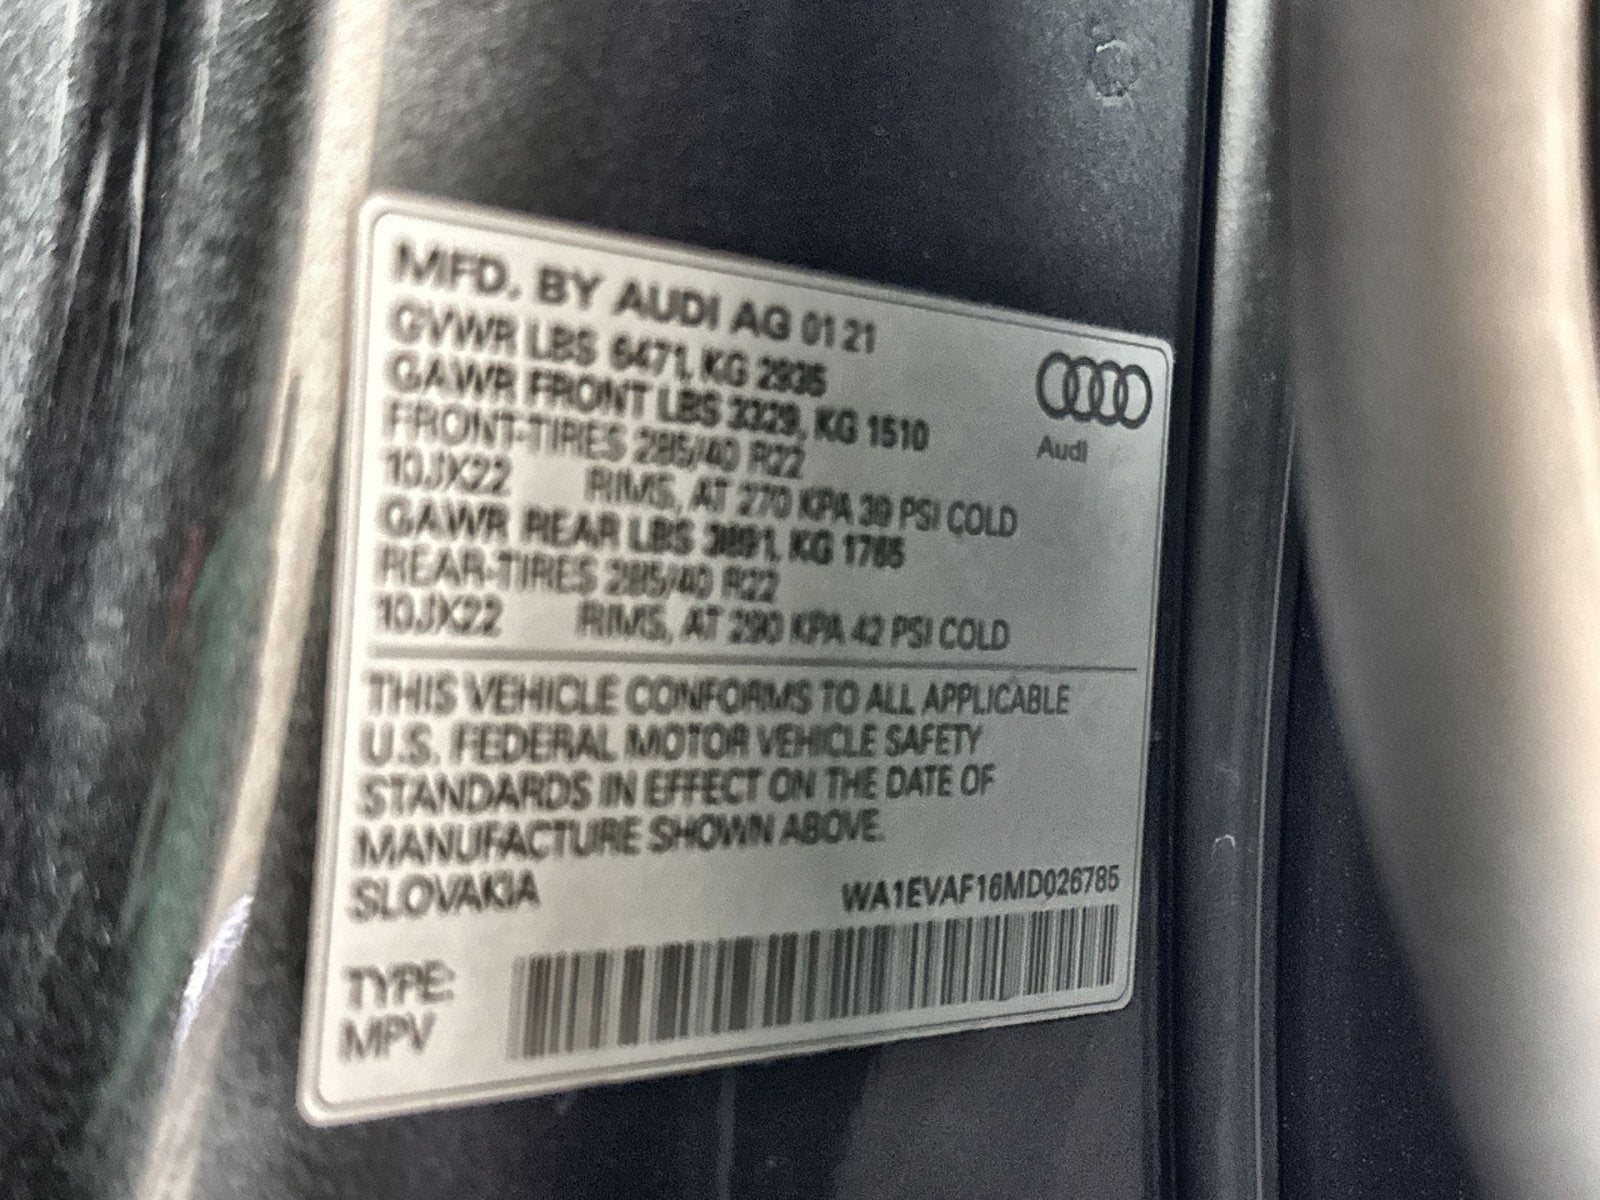 MFD. BY AUDI AG 01 21
GVWR LBS 6471, KG 2935
GAWR FRONT LBS 3329, KG 1510
FRONT-TIRES 285/40 R22
10JX22 RIMS, AT 270 KPA 39 PSI COLD
GAWR REAR LBS 3891, KG 1765
REAR-TIRES 285/40 R22
10JX22 RIMS, AT 290 KPA 42 PSI COLD
Audi
THIS VEHICLE CONFORMS TO ALL APPLICABLE
U.S. FEDERAL MOTOR VEHICLE SAFETY
STANDARDS IN EFFECT ON THE DATE OF
MANUFACTURE SHOWN ABOVE.
SLOVAKIA WA1EVAF16MD026785
TYPE:
MPV